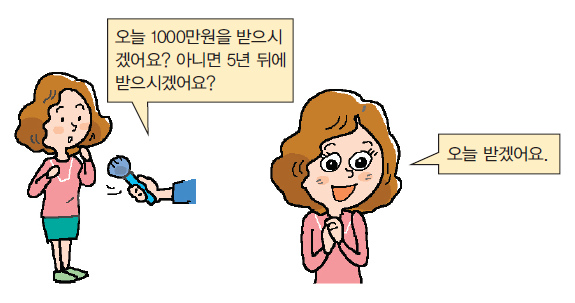 오늘 1000만원을 받으시
겠어요? 아니면 5년 뒤에
받으시겠어요?
오늘 받겠어요.